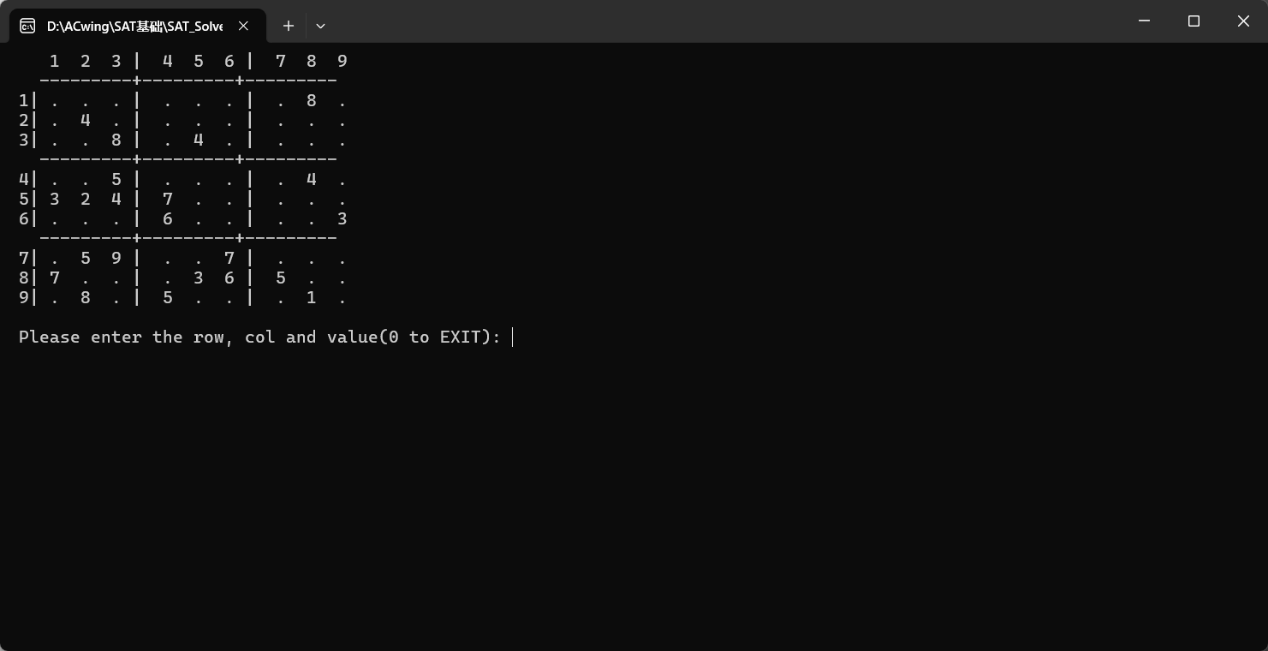 D:\ACwing\SAT基础\SAT_Solve
1 2 3 | 4 5 6 | 7 8 9
---------+---------+---------
1| . . . | . . . | . 8 .
2| . 4 . | . . . | . . .
3| . . 8 | . 4 . | . . .
---------+---------+---------
4| . . 5 | . . . | . 4 .
5| 3 2 4 | 7 . . | . . .
6| . . . | 6 . . | . . 3
---------+---------+---------
7| . 5 9 | . . 7 | . . .
8| 7 . . | . 3 6 | 5 . .
9| . 8 . | 5 . . | . 1 .
Please enter the row, col and value(0 to EXIT):